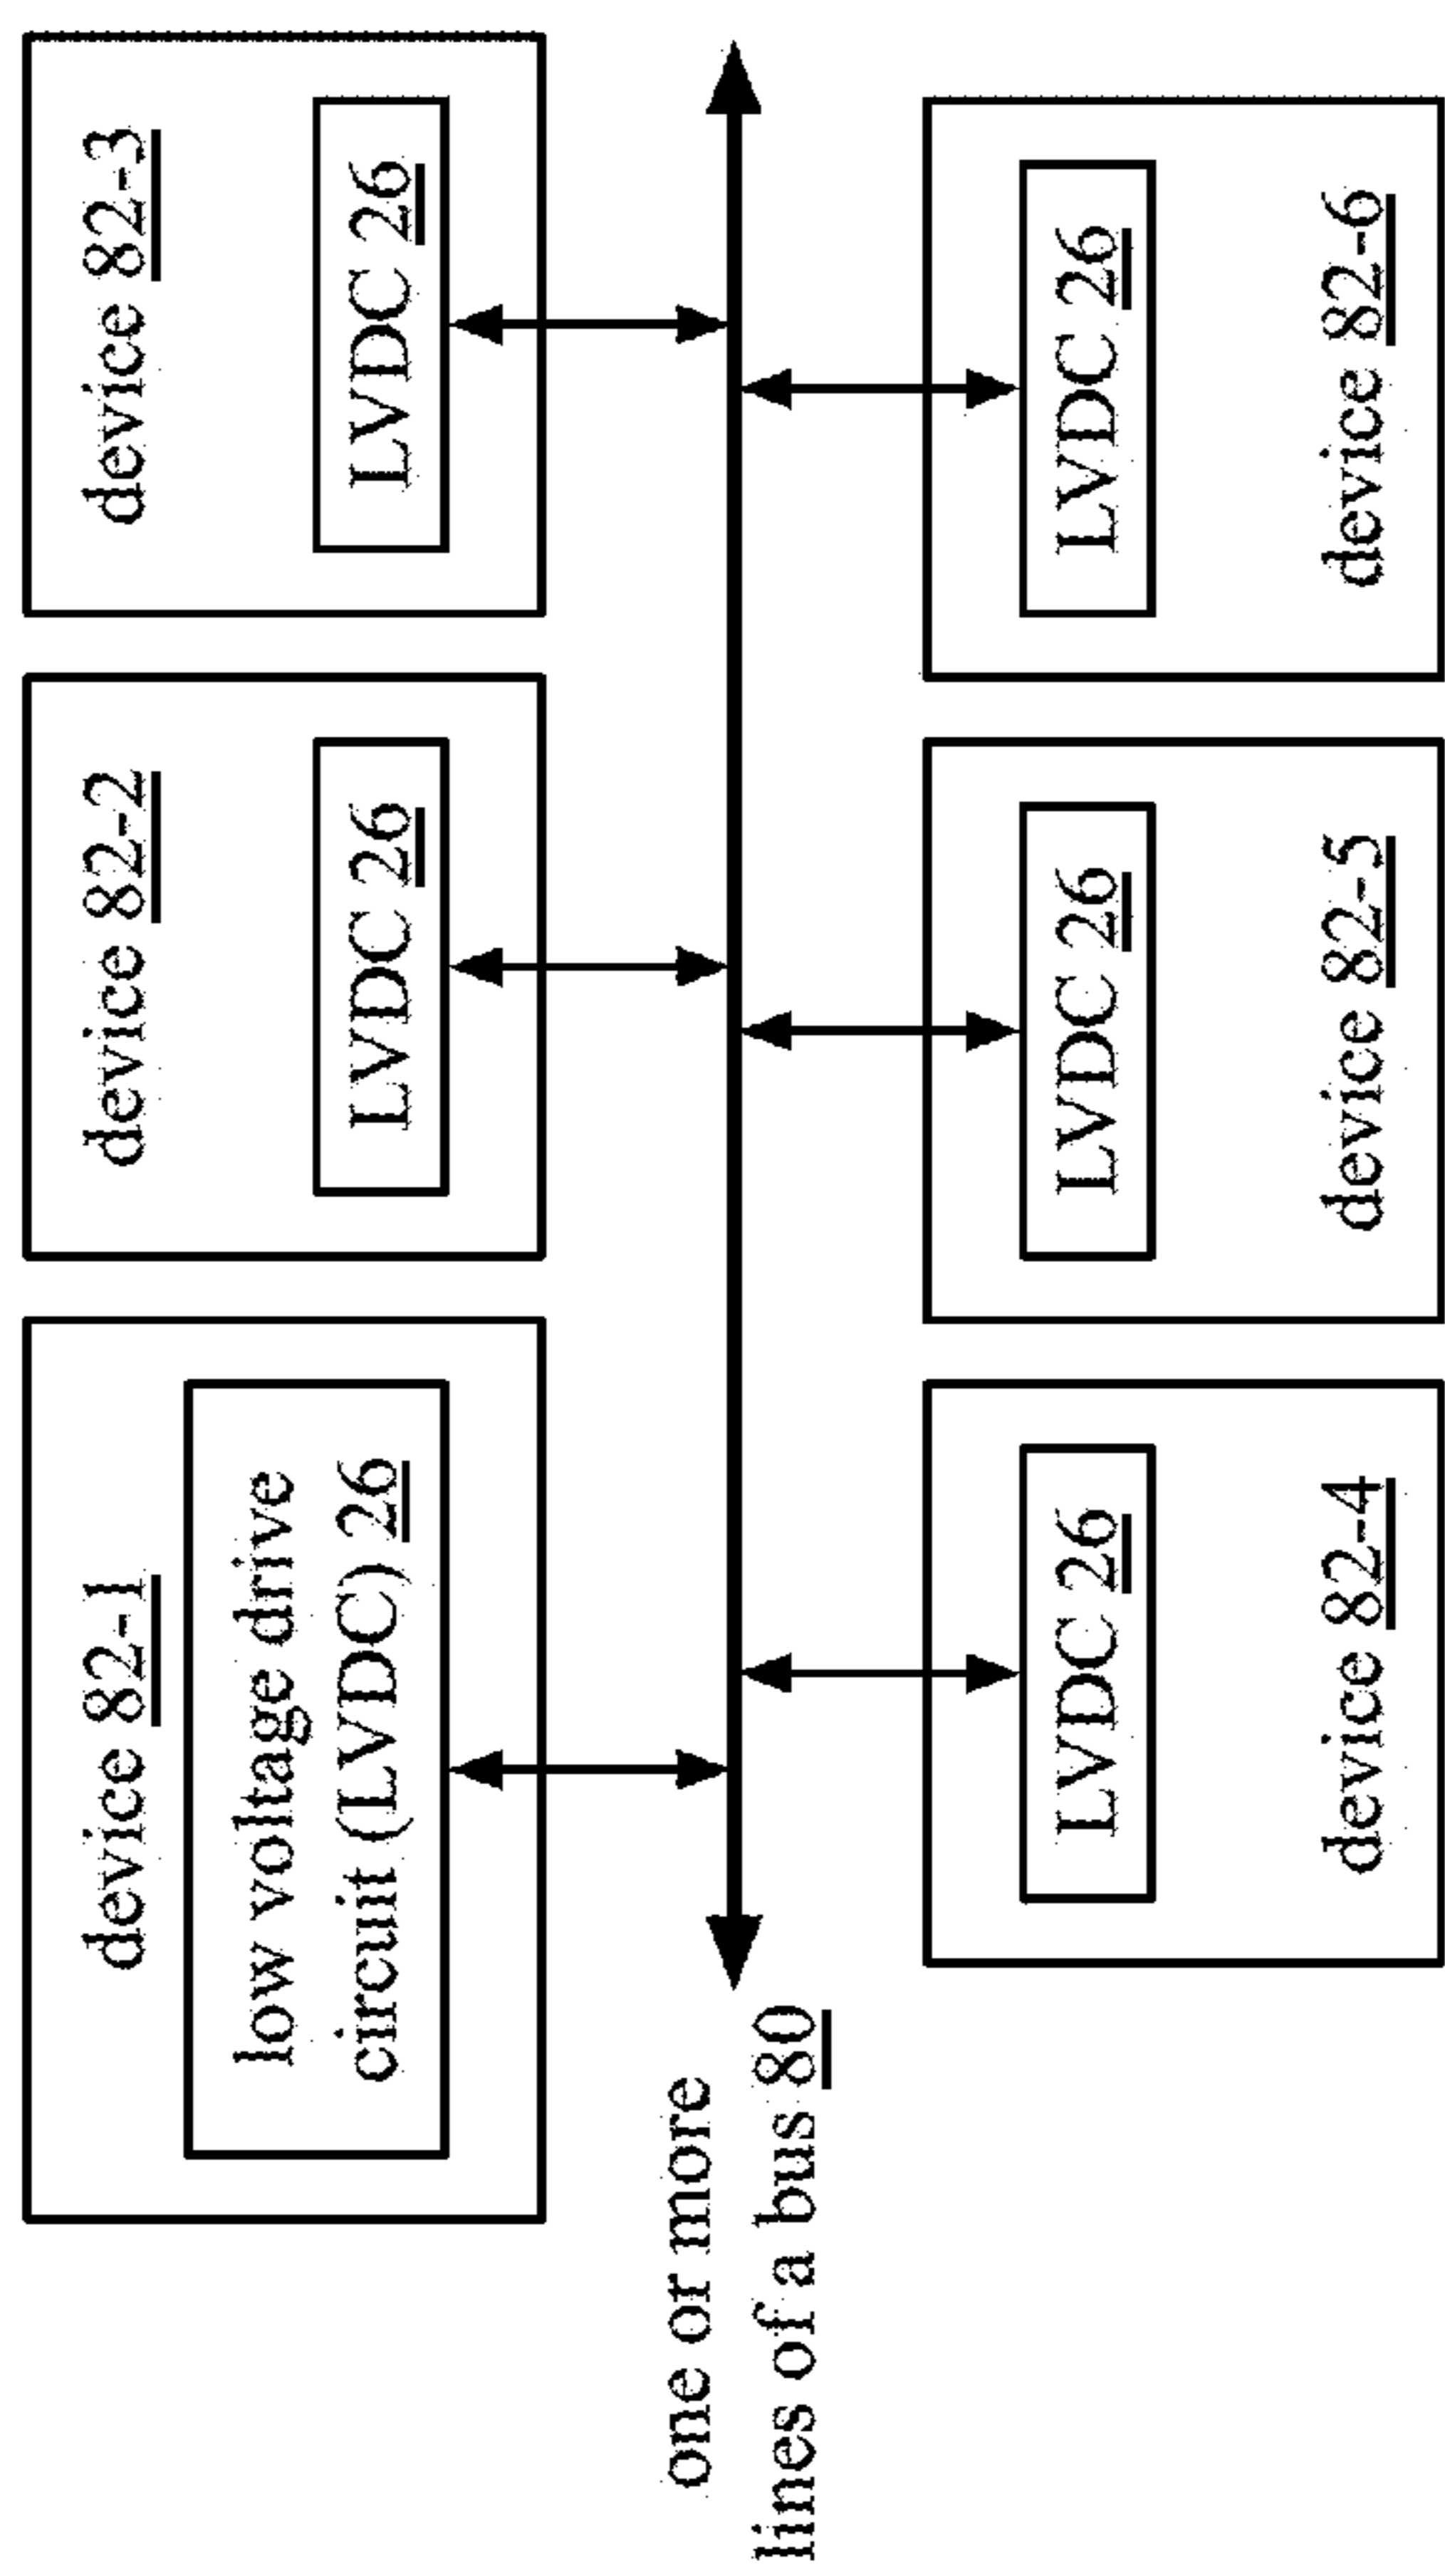 device 82-1
low voltage drive
circuit (LVDC) 26
device 82-2
LVDC 26
device 82-3
LVDC 26
one or more
lines of a bus 80
LVDC 26
device 82-4
LVDC 26
device 82-5
LVDC 26
device 82-6